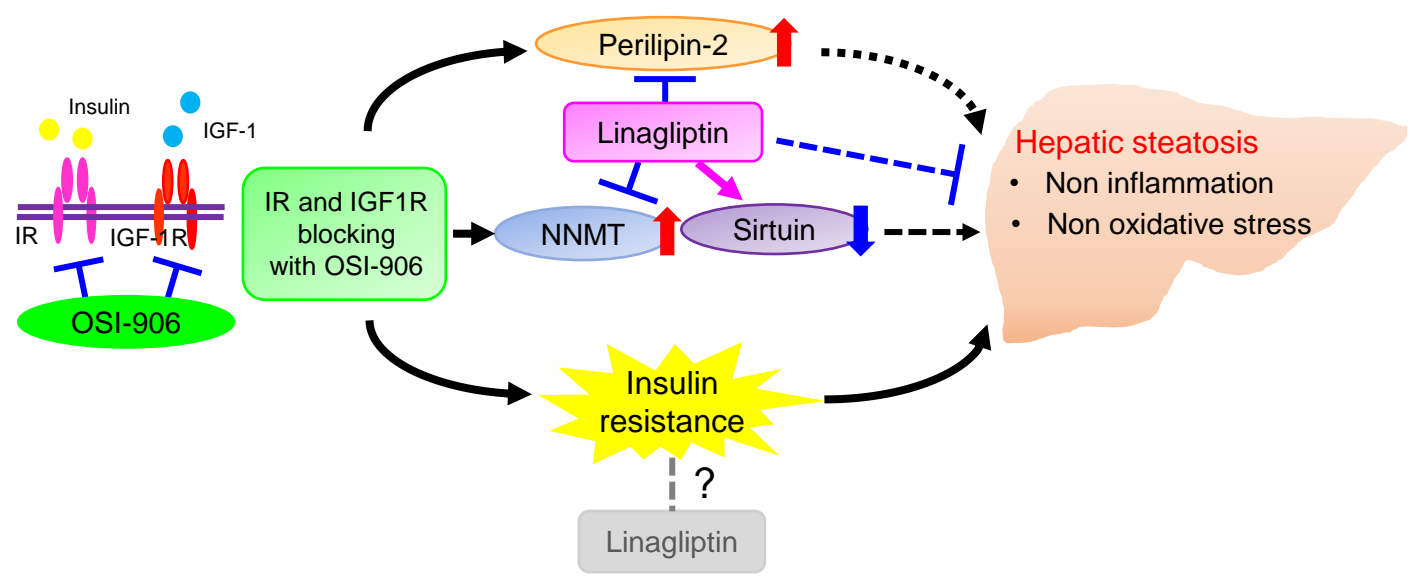 Insulin
IGF-1
IR
IGF-1R
OSI-906
IR and IGF1R
blocking
with OSI-906
Perilipin-2
Linagliptin
NNMT
Sirtuin
Insulin
resistance
?
Linagliptin
Hepatic steatosis
• Non inflammation
• Non oxidative stress